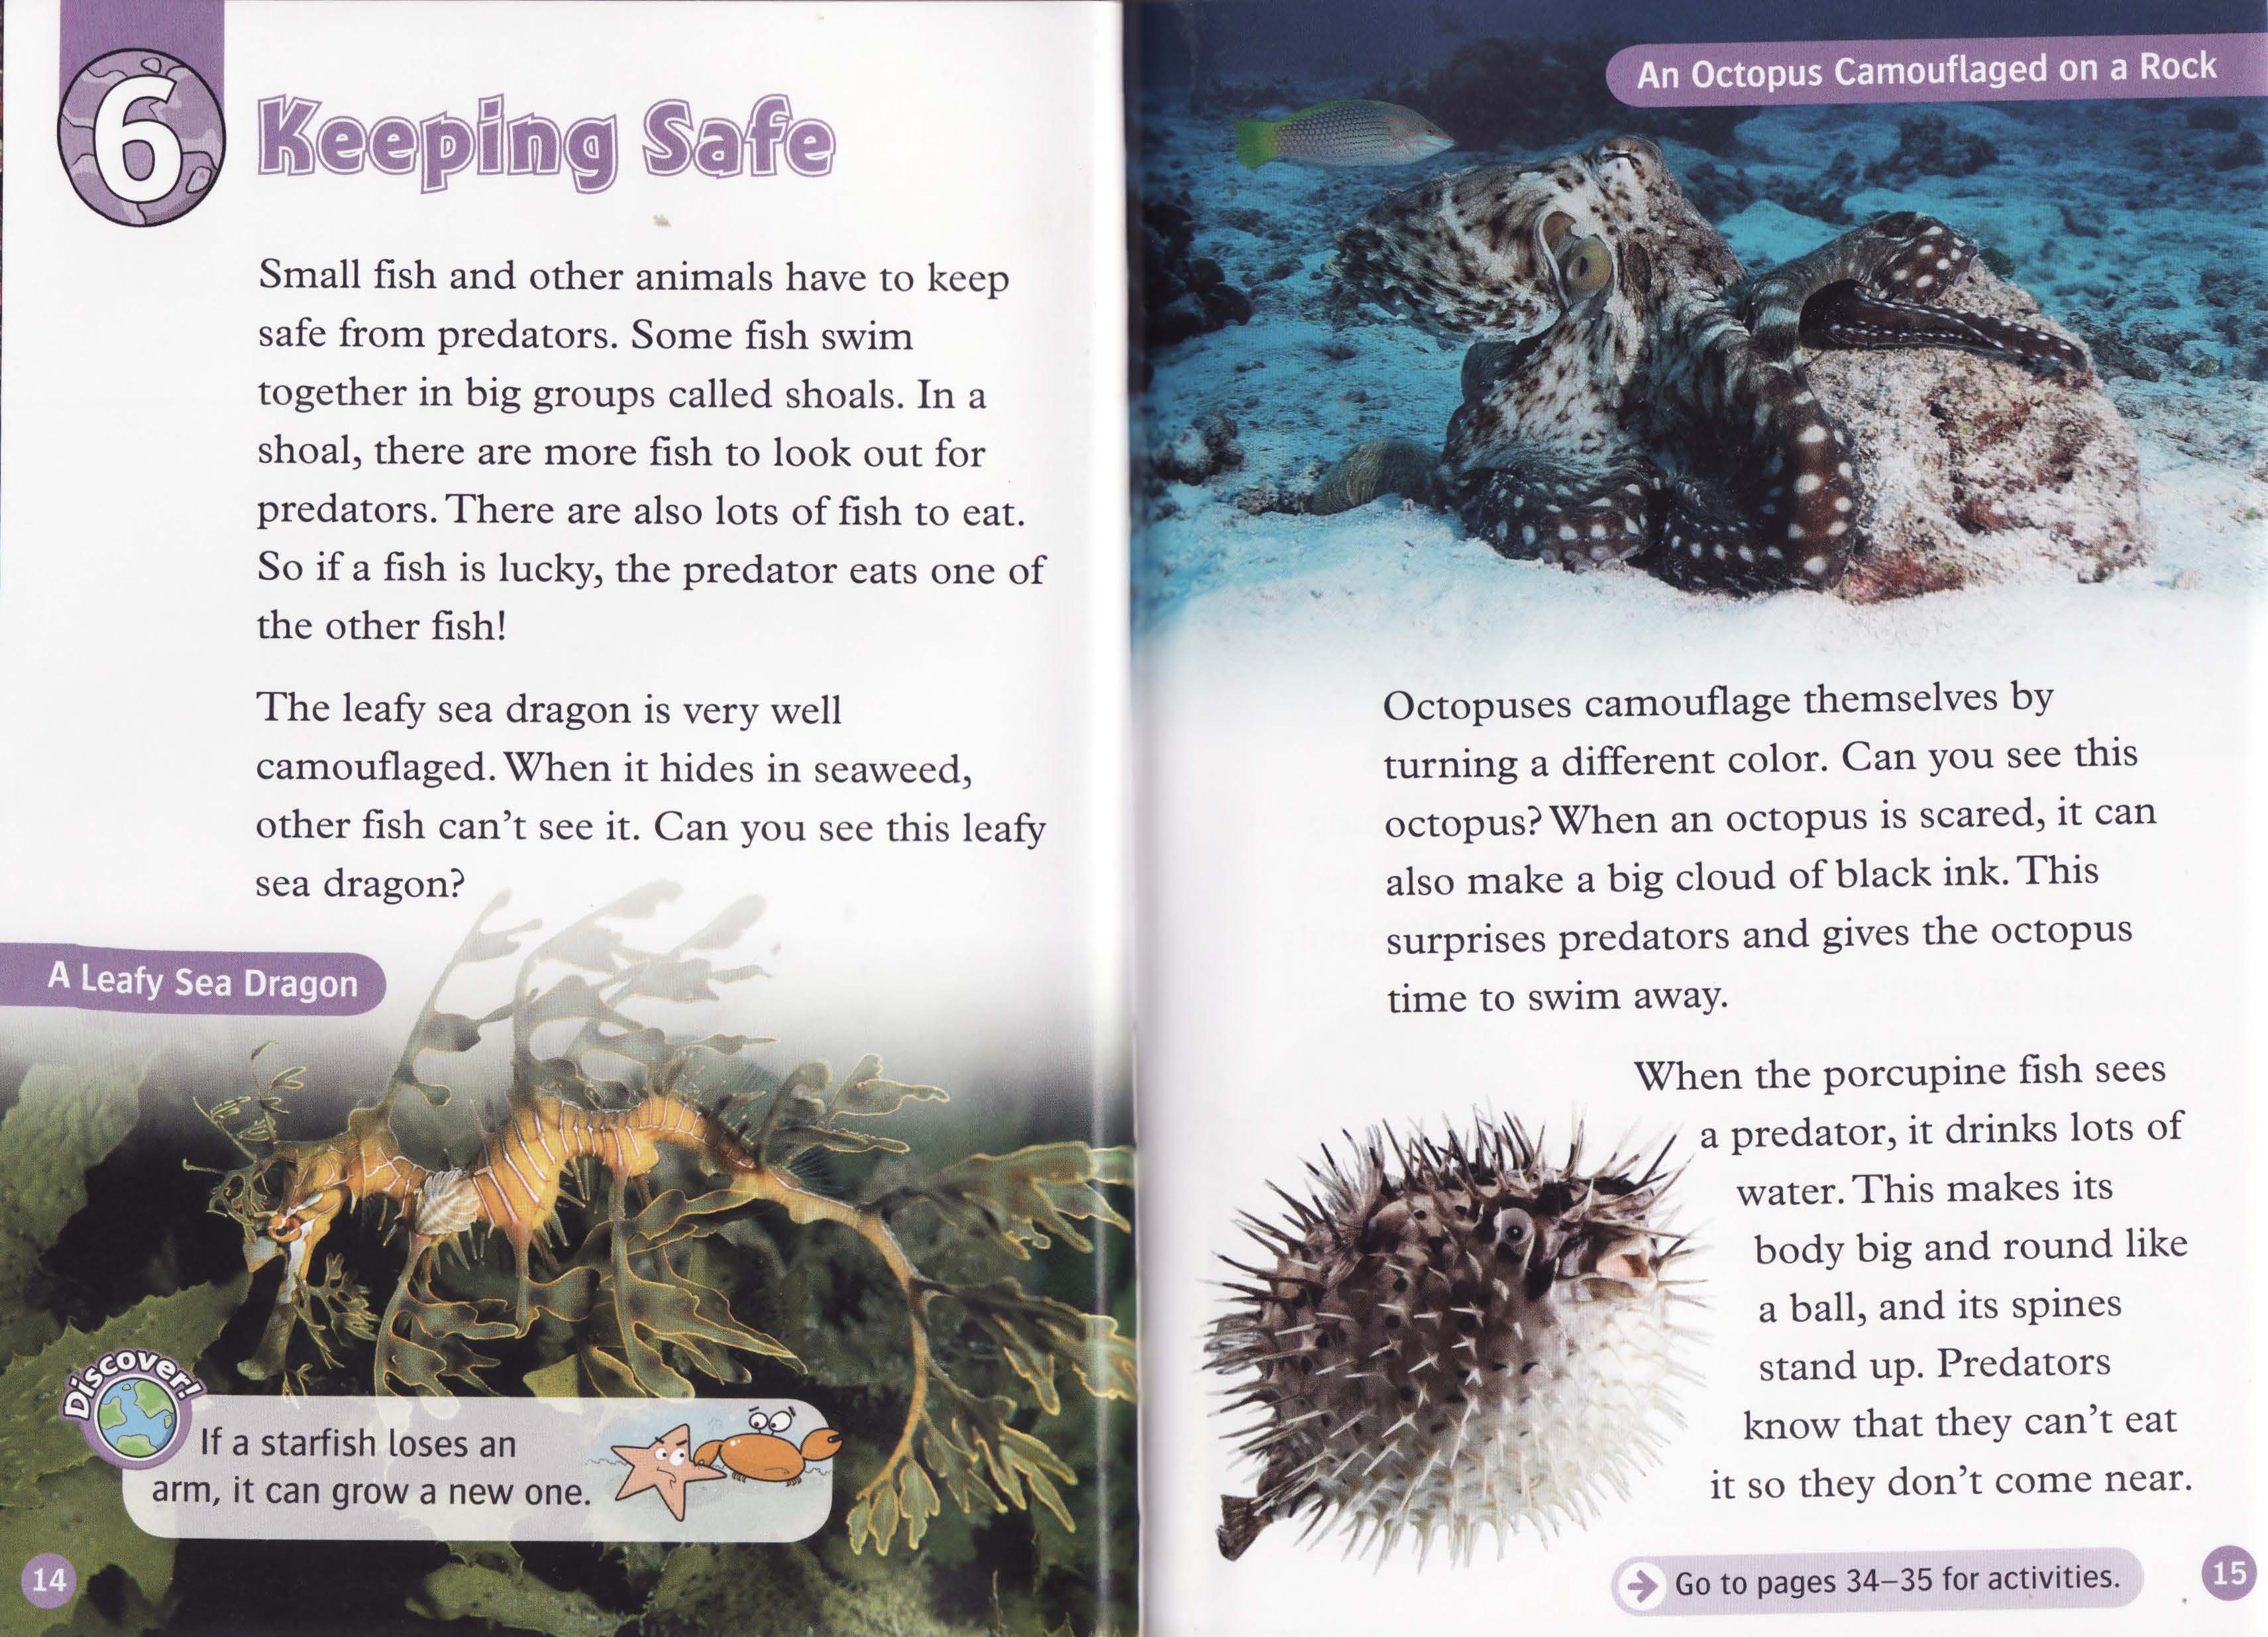 6
Keeping Safe
Small fish and other animals have to keep
safe from predators. Some fish swim
together in big groups called shoals. In a
shoal, there are more fish to look out for
predators. There are also lots of fish to eat.
So if a fish is lucky, the predator eats one of
the other fish!
The leafy sea dragon is very well
camouflaged. When it hides in seaweed,
other fish can't see it. Can you see this leafy
sea dragon?
A Leafy Sea Dragon
Discover!
If a starfish loses an
arm, it can grow a new one.
14
An Octopus Camouflaged on a Rock
Octopuses camouflage themselves by
turning a different color. Can you see this
octopus? When an octopus is scared, it can
also make a big cloud of black ink. This
surprises predators and gives the octopus
time to swim away.
When the porcupine fish sees
a predator, it drinks lots of
water. This makes its
body big and round like
a ball, and its spines
stand up. Predators
know that they can't eat
it so they don't come near.
Go to pages 34–35 for activities.
15